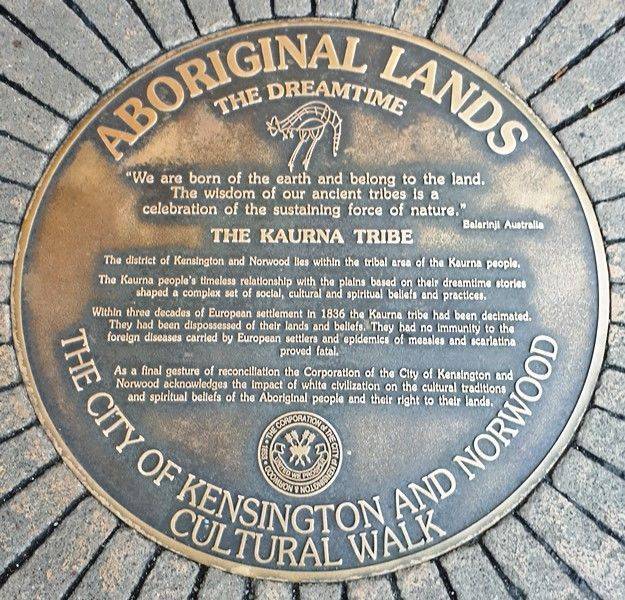 ABORIGINAL LANDS
THE DREAMTIME
"We are born of the earth and belong to the land.
The wisdom of our ancient tribes is a
celebration of the sustaining force of nature."
Balarinji Australia
THE KAURNA TRIBE
The district of Kensington and Norwood lies within the tribal area of the Kaurna people.
The Kaurna people's timeless relationship with the plains based on their dreamtime stories
shaped a complex set of social, cultural and spiritual beliefs and practices.
Within three decades of European settlement in 1836 the Kaurna tribe had been decimated.
They had been dispossessed of their lands and beliefs. They had no immunity to the
foreign diseases carried by European settlers and epidemics of measles and scarlatina
proved fatal.
As a final gesture of reconciliation the Corporation of the City of Kensington and
Norwood acknowledges the impact of white civilization on the cultural traditions
and spiritual beliefs of the Aboriginal people and their right to their lands.
THE CORPORATION of THE CITY of KENSINGTON & NORWOOD
THE CITY OF KENSINGTON AND NORWOOD
CULTURAL WALK